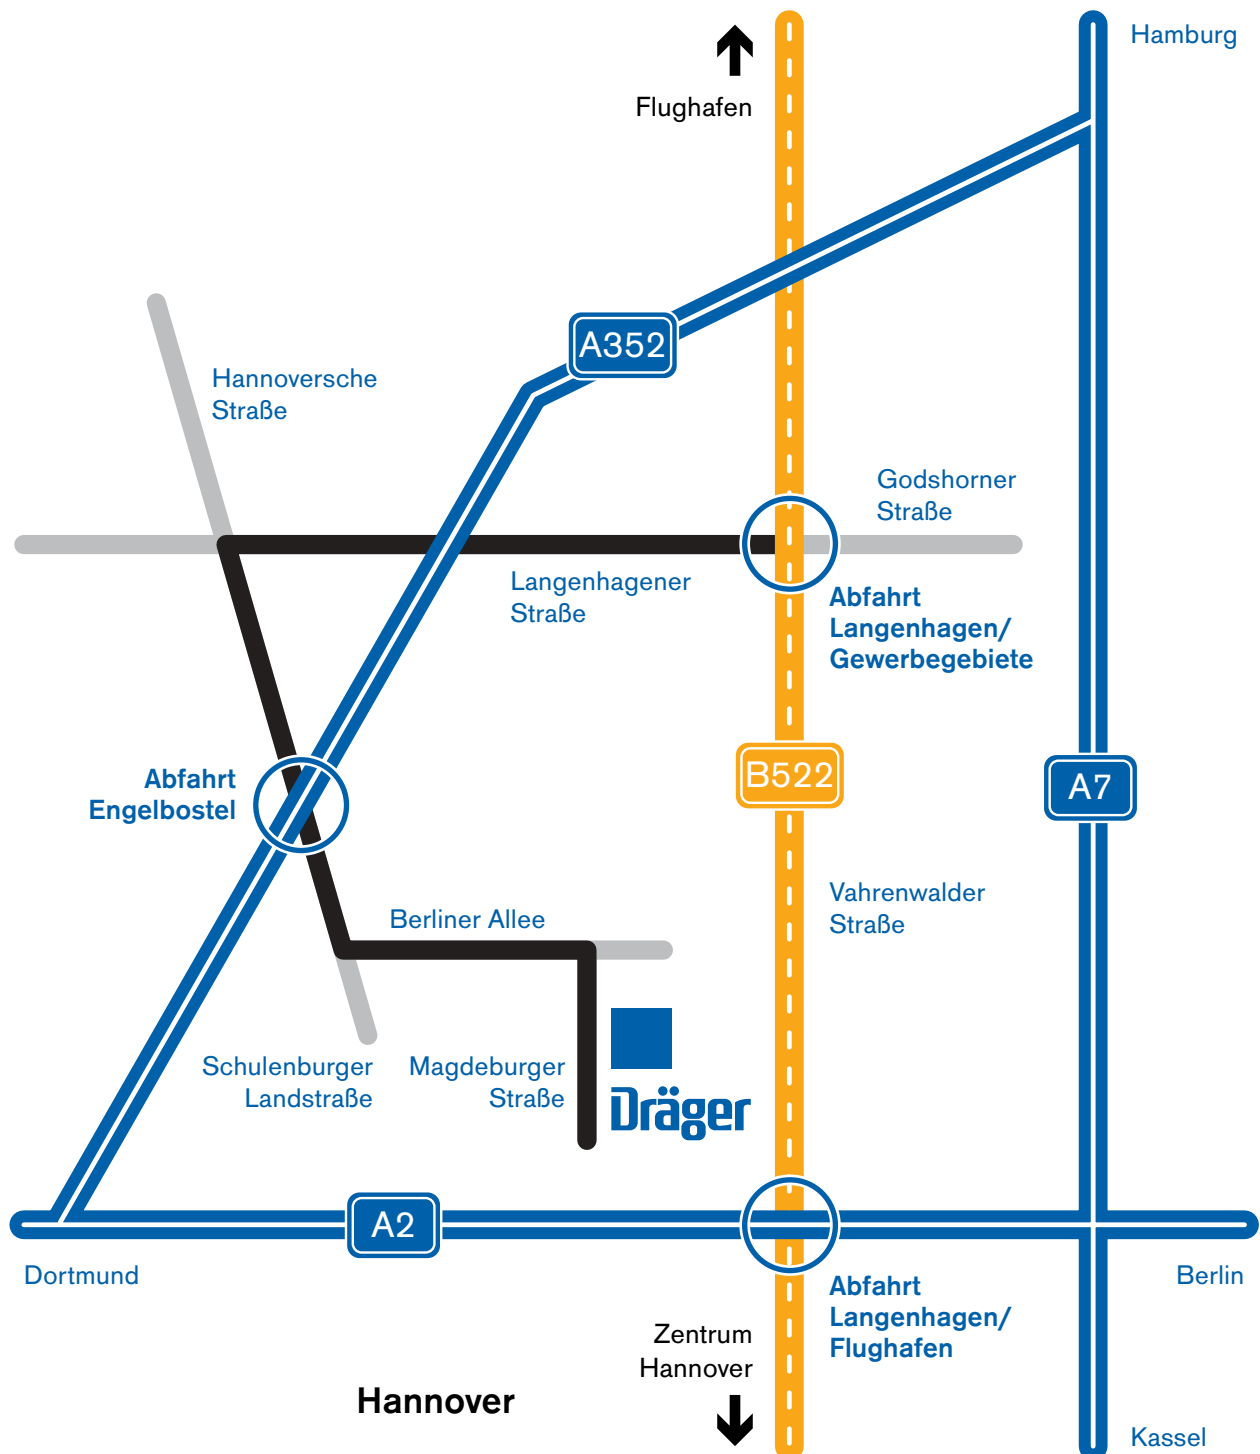 Hamburg
Flughafen
A352
Hannoversche
Straße
Godshorner
Straße
Langenhagener
Straße
Abfahrt
Langenhagen/
Gewerbegebiete
Abfahrt
Engelbostel
B522
A7
Vahrenwalder
Straße
Berliner Allee
Schulenburger
Landstraße
Magdeburger
Straße
Dräger
A2
Dortmund
Berlin
Abfahrt
Langenhagen/
Flughafen
Zentrum
Hannover
Hannover
Kassel